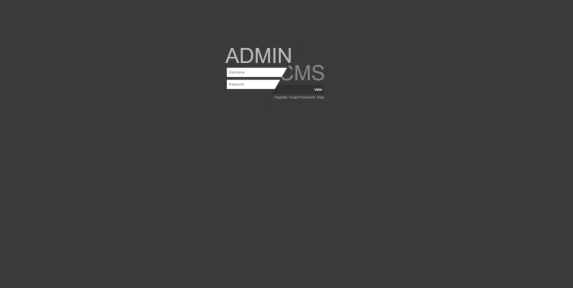 ADMIN
CMS
Username
Password
Valid
Register Forgot Password Help